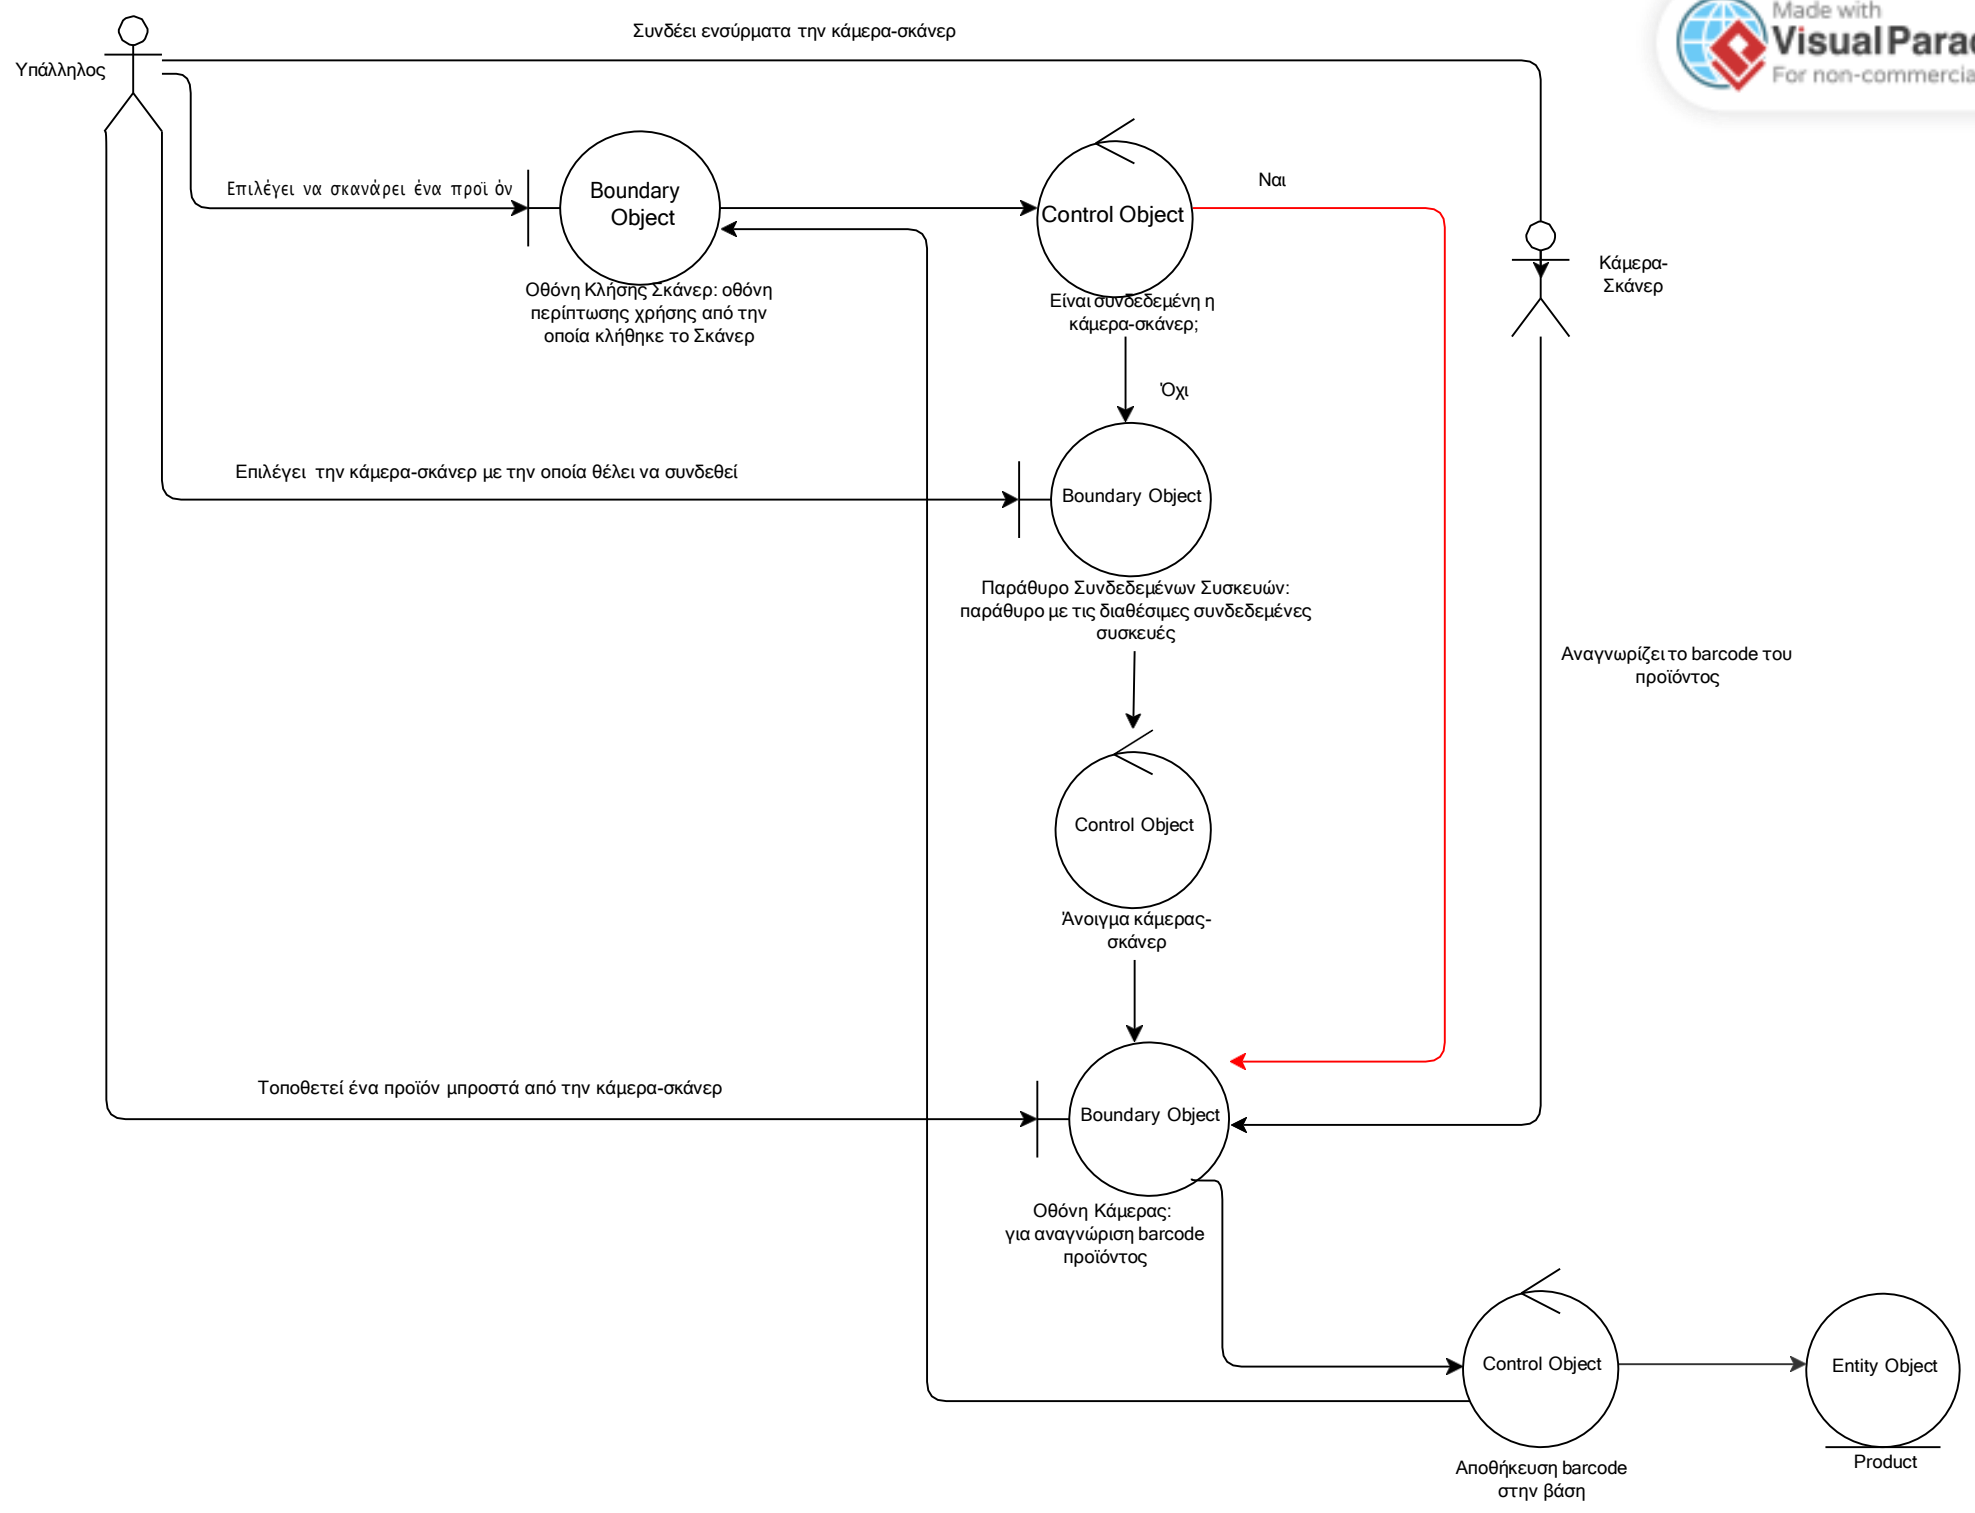 Συνδέει ενσύρματα την κάμερα-σκάνερ
Made with
Visual Parad
For non-commercia
Υπάλληλος
Επιλέγει να σκανάρει ένα προϊόν
Boundary
Object
Control Object
Ναι
Κάμερα-
Σκάνερ
Οθόνη Κλήσης Σκάνερ: οθόνη
περίπτωσης χρήσης από την
οποία κλήθηκε το Σκάνερ
Είναι συνδεδεμένη η
κάμερα-σκάνερ;
Όχι
Επιλέγει την κάμερα-σκάνερ με την οποία θέλει να συνδεθεί
Boundary Object
Παράθυρο Συνδεδεμένων Συσκευών:
παράθυρο με τις διαθέσιμες συνδεδεμένες
συσκευές
Αναγνωρίζει το barcode του
προϊόντος
Control Object
Άνοιγμα κάμερας-
σκάνερ
Τοποθετεί ένα προϊόν μπροστά από την κάμερα-σκάνερ
Boundary Object
Οθόνη Κάμερας:
για αναγνώριση barcode
προϊόντος
Control Object
Entity Object
Αποθήκευση barcode
στην βάση
Product